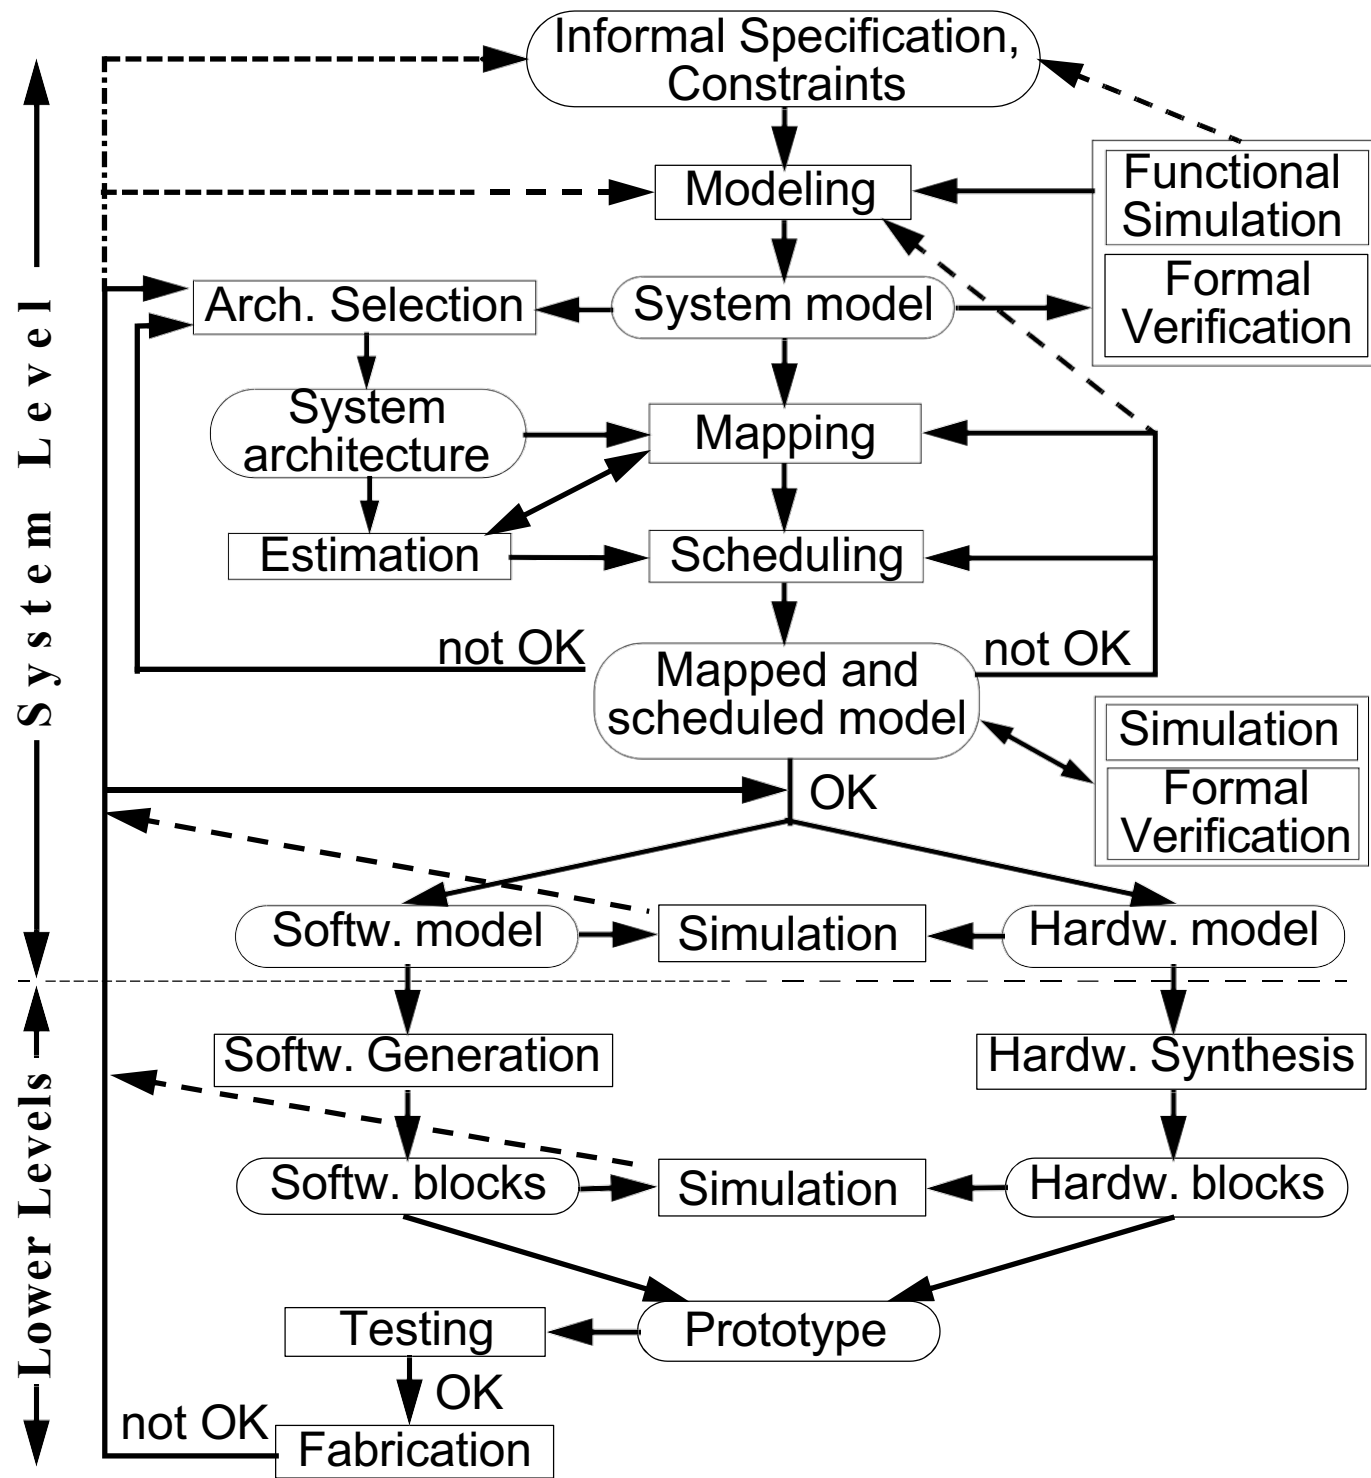 Informal Specification,
Constraints
Modeling
Functional
Simulation
Formal
Verification
Arch. Selection
System model
System
architecture
Mapping
Estimation
Scheduling
not OK
not OK
Mapped and
scheduled model
Simulation
Formal
Verification
OK
Softw. model
Simulation
Hardw. model
System Level
Softw. Generation
Hardw. Synthesis
Softw. blocks
Simulation
Hardw. blocks
Testing
Prototype
OK
not OK
Fabrication
Lower Levels